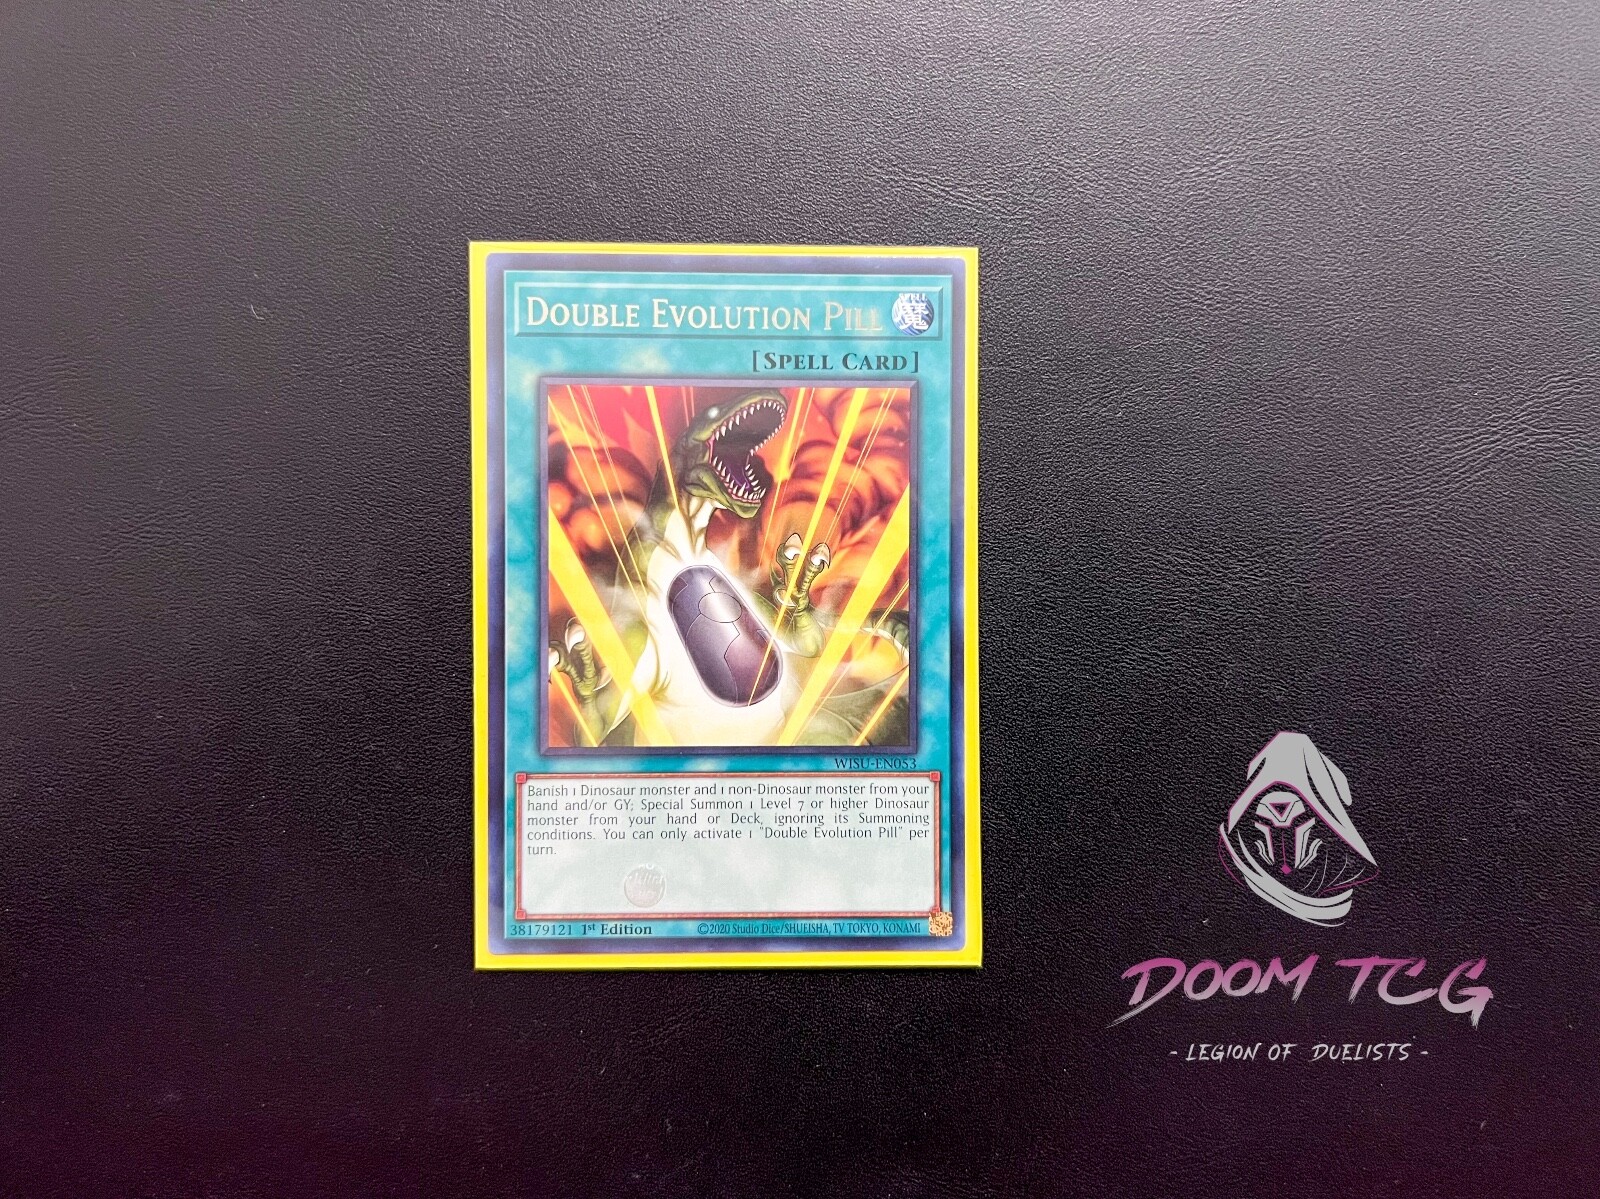 DOUBLE EVOLUTION PILL
SPELL
魔
[SPELL CARD]
WISU-EN053
Banish 1 Dinosaur monster and 1 non-Dinosaur monster from your
hand and/or GY; Special Summon 1 Level 7 or higher Dinosaur
monster from your hand or Deck, ignoring its Summoning
conditions. You can only activate 1 "Double Evolution Pill" per
turn.
38179121 1st Edition
©2020 Studio Dice/SHUEISHA, TV TOKYO, KONAMI
DOOM TCG
- LEGION OF DUELISTS -